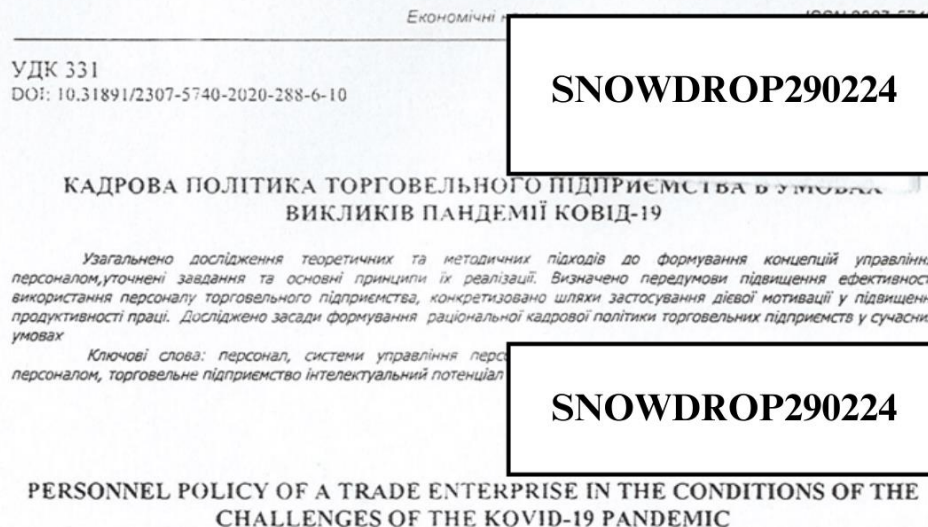 Економічні
SNOWDROP290224
УДК 331
DOI: 10.31891/2307-5740-2020-288-6-10
КАДРОВА ПОЛІТИКА ТОРГОВЕЛЬНОГО ПІДПРИЄМСТВА В УМОВАХ
ВИКЛИКІВ ПАНДЕМІЇ КОВІД-19
Узагальнено дослідження теоретичних та методичних підходів до формування концепцій
персоналом,уточнені завдання та основні принципи їх реалізації. Визначено передумови підвищення
використання персоналу торговельного підприємства, конкретизовано шляхи застосування дієвої мотивації у
продуктивності праці. Досліджено засади формування раціональної кадрової політики торговельних підприємств у
умовах
Ключові слова: персонал, системи управління
персоналом, торговельне підприємство інтелектуальний потенціал
SNOWDROP290224
PERSONNEL POLICY OF A TRADE ENTERPRISE IN THE CONDITIONS OF THE
CHALLENGES OF THE KOVID-19 PANDEMIC